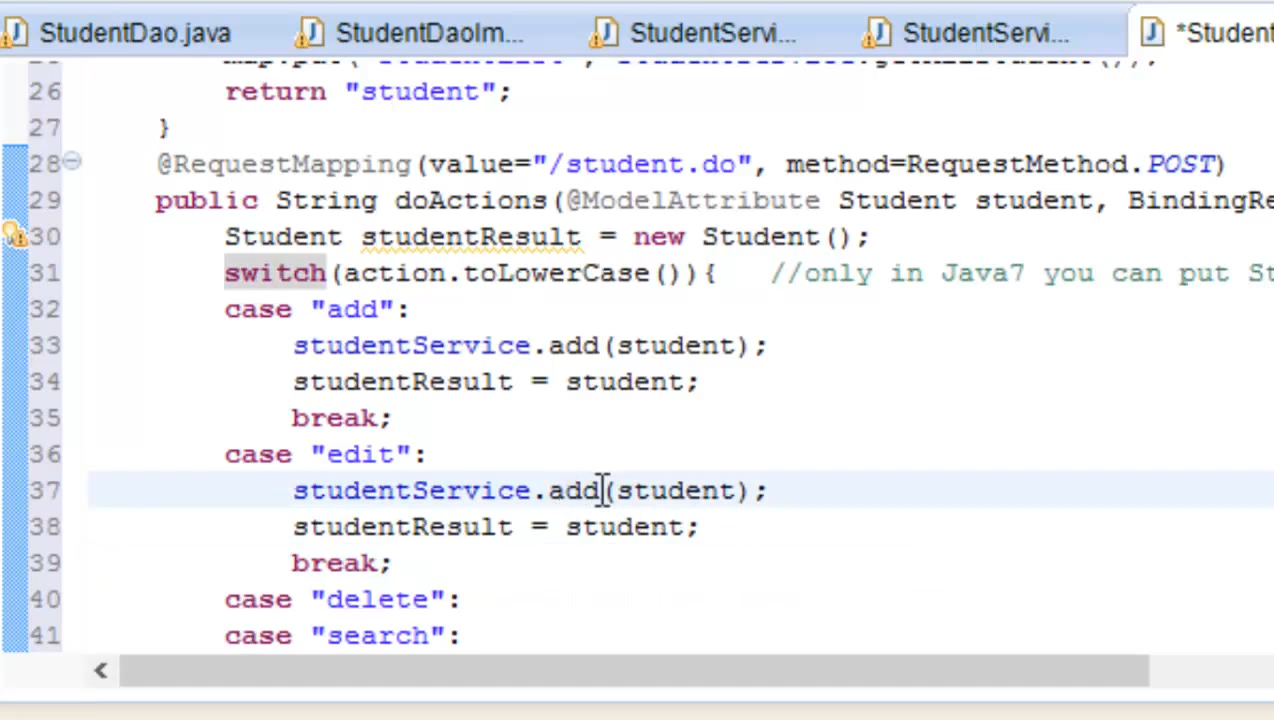 StudentDao.java StudentDaoIm... StudentServi... StudentServi... *Student
26 return "student";
27 }
28 @RequestMapping(value="/student.do", method=RequestMethod.POST)
29 public String doActions(@ModelAttribute Student student, BindingRe
30 Student studentResult = new Student();
31 switch(action.toLowerCase()){ //only in Java7 you can put St
32 case "add":
33 studentService.add(student);
34 studentResult = student;
35 break;
36 case "edit":
37 studentService.add(student);
38 studentResult = student;
39 break;
40 case "delete":
41 case "search":